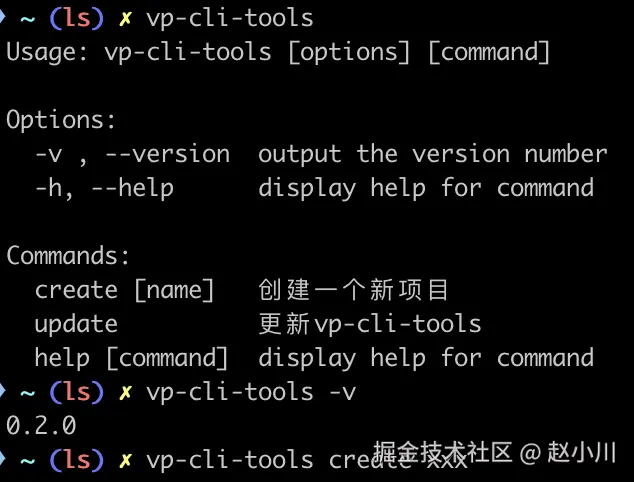 ~ (ls) ✗ vp-cli-tools
Usage: vp-cli-tools [options] [command]
Options:
-v , --version  output the version number
-h, --help      display help for command
Commands:
create [name]   创建一个新项目
update          更新vp-cli-tools
help [command]  display help for command
~ (ls) ✗ vp-cli-tools -v
0.2.0
~ (ls) ✗ vp-cli-tools create xxx
掘金技术社区 @ 赵小川